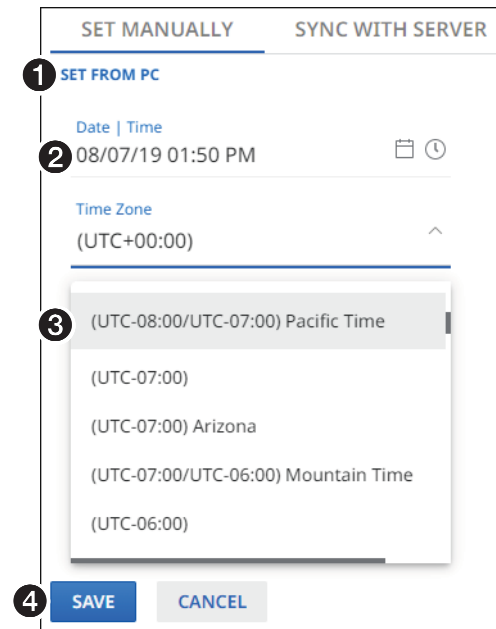 SET MANUALLY SYNC WITH SERVER
1 SET FROM PC
Date | Time
2 08/07/19 01:50 PM
Time Zone
(UTC+00:00)
3 (UTC-08:00/UTC-07:00) Pacific Time
(UTC-07:00)
(UTC-07:00) Arizona
(UTC-07:00/UTC-06:00) Mountain Time
(UTC-06:00)
4 SAVE CANCEL